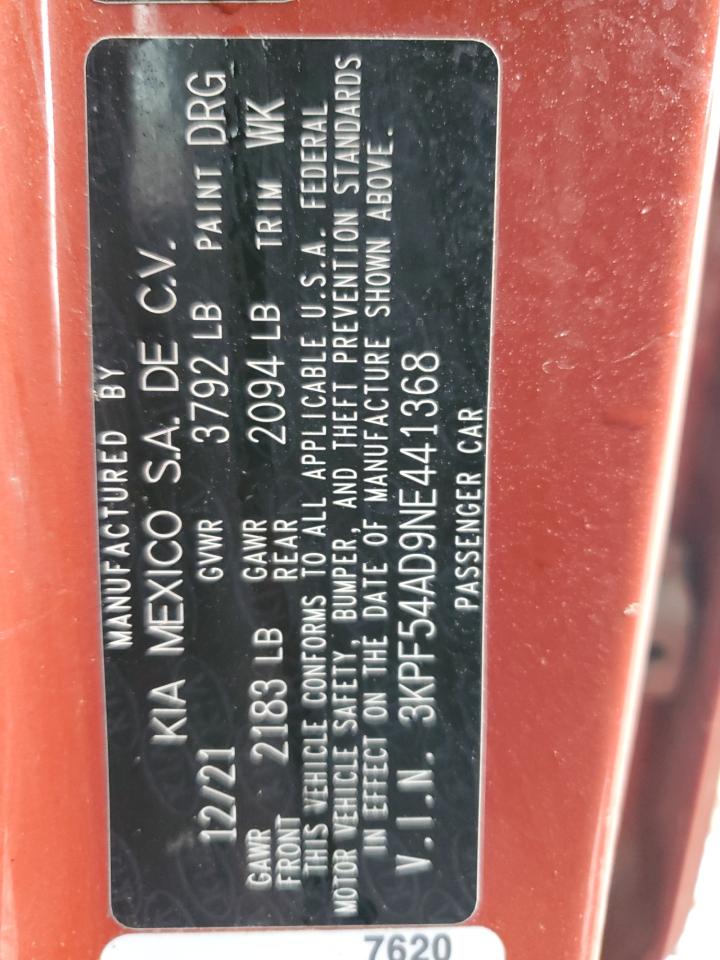 MANUFACTURED BY
KIA MEXICO S.A. DE C.V.
12/21 GVWR 3792 LB PAINT DRG
GAWR FRONT 2183 LB GAWR REAR 2094 LB TRIM WK
THIS VEHICLE CONFORMS TO ALL APPLICABLE U.S.A. FEDERAL
MOTOR VEHICLE SAFETY, BUMPER, AND THEFT PREVENTION STANDARDS
IN EFFECT ON THE DATE OF MANUFACTURE SHOWN ABOVE.
V.I.N. 3KPF54AD9NE441368
PASSENGER CAR
7620